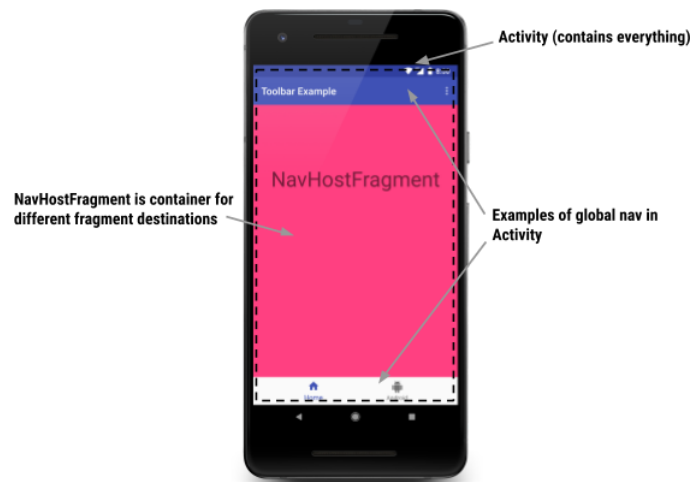 Activity (contains everything)
Toolbar Example
NavHostFragment
NavHostFragment is container for
different fragment destinations
Examples of global nav in
Activity
Home
Android